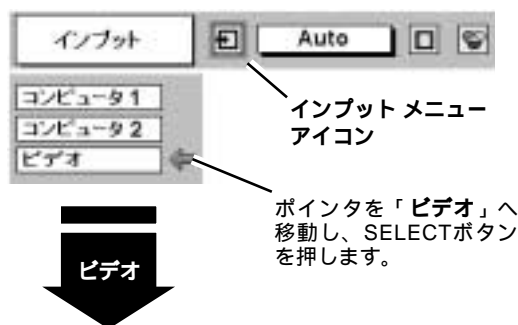 インプット
Auto
コンピュータ 1
コンピュータ 2
ビデオ
インプット メニュー
アイコン
ポインタを「ビデオ」へ
移動し、SELECTボタン
を押します。
ビデオ